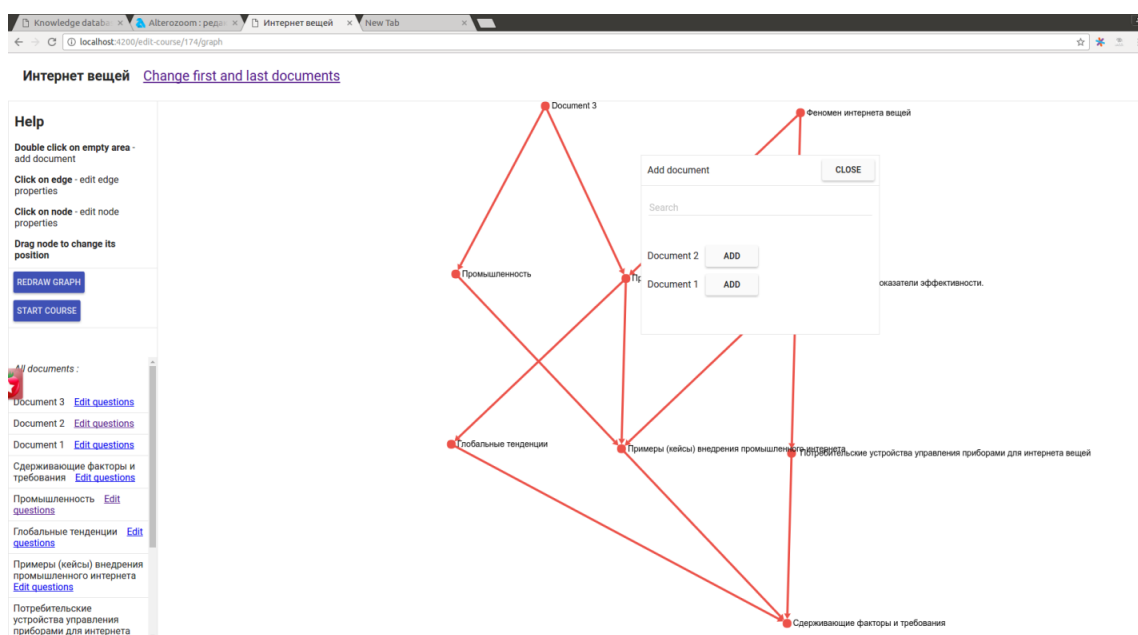 Knowledge databa
Alterozoom : редак
Интернет вещей
New Tab
localhost:4200/edit-course/174/graph
Интернет вещей Change first and last documents
Help
Double click on empty area -
add document
Click on edge - edit edge
properties
Click on node - edit node
properties
Drag node to change its
position
REDRAW GRAPH
START COURSE
All documents :
Document 3 Edit questions
Document 2 Edit questions
Document 1 Edit questions
Сдерживающие факторы и
требования Edit questions
Промышленность Edit
questions
Глобальные тенденции Edit
questions
Примеры (кейсы) внедрения
промышленного интернета
Edit questions
Потребительские
устройства управления
приборами для интернета
Document 3
Феномен интернета вещей
Add document CLOSE
Search
Document 2 ADD
Document 1 ADD
Промышленность
оказатели эффективности.
Глобальные тенденции
Примеры (кейсы) внедрения промышленного интернета
Потребительские устройства управления приборами для интернета вещей
Сдерживающие факторы и требования